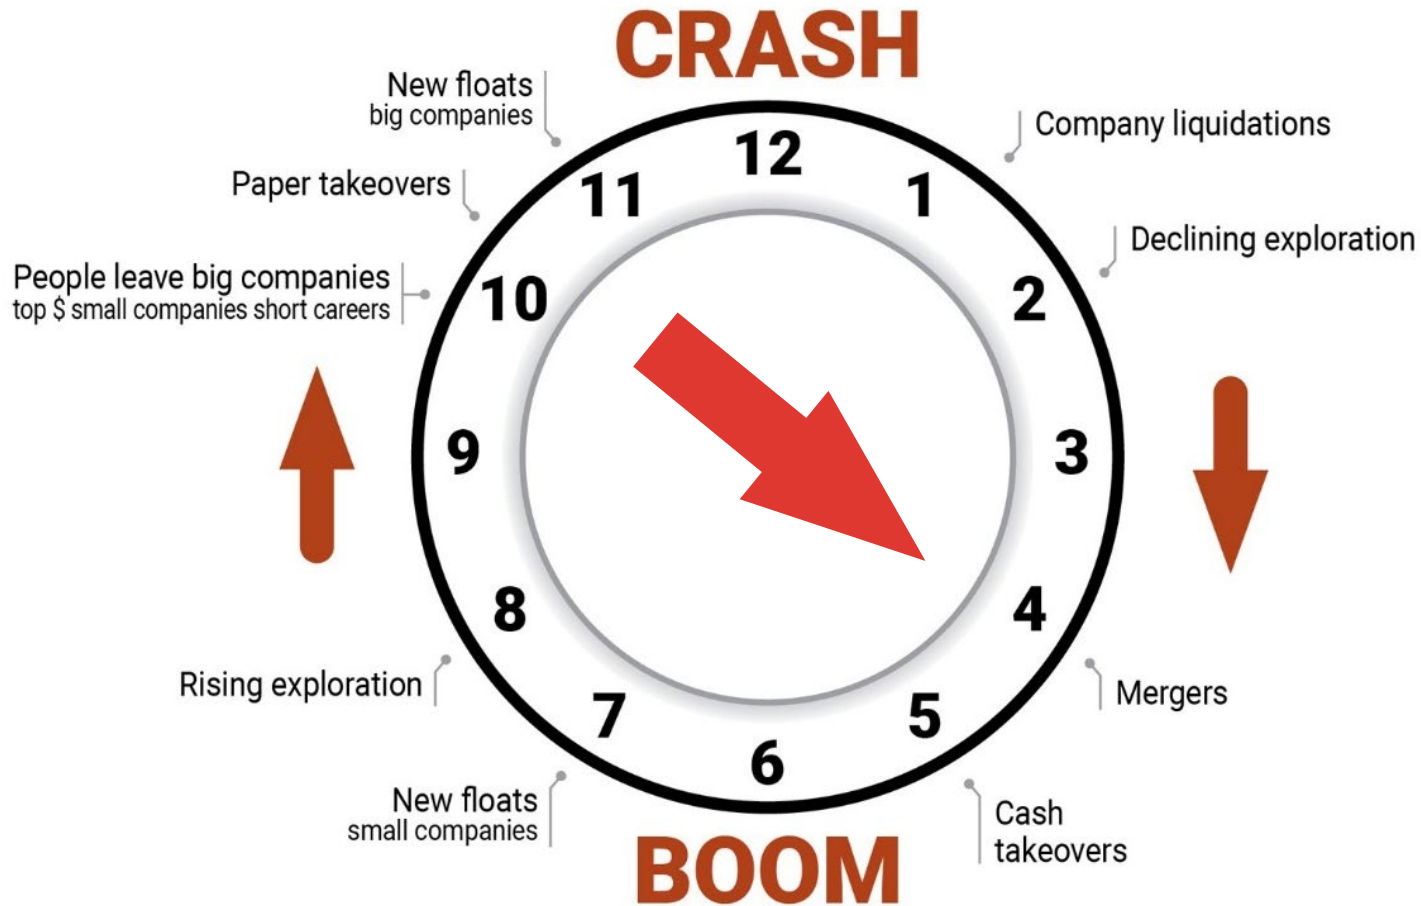 CRASH
New floats
big companies
Company liquidations
12
11
1
Paper takeovers
Declining exploration
People leave big companies
top $ small companies short careers
10
2
9
3
8
4
Rising exploration
Mergers
7
5
6
New floats
small companies
Cash
takeovers
BOOM